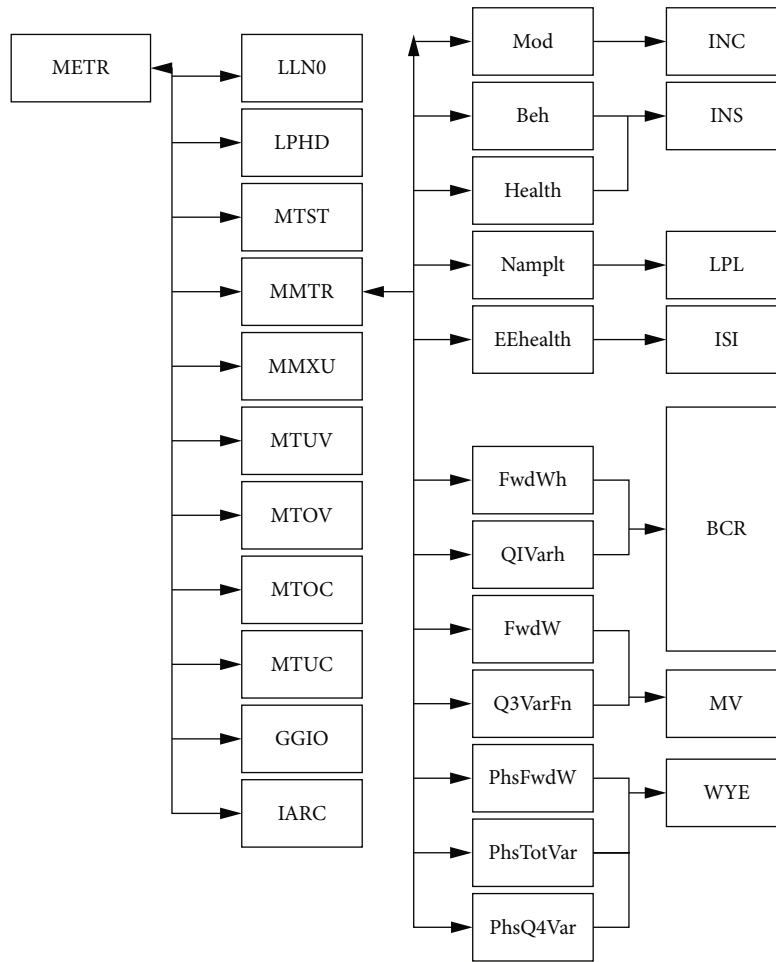 METR
LLN0
LPHD
MTST
MMTR
MMXU
MTUV
MTOV
MTOC
MTUC
GGIO
IARC
Mod
Beh
Health
Namplt
EEhealth
FwdWh
QIVarh
FwdW
Q3VarFn
PhsFwdW
PhsTotVar
PhsQ4Var
INC
INS
LPL
ISI
BCR
MV
WYE